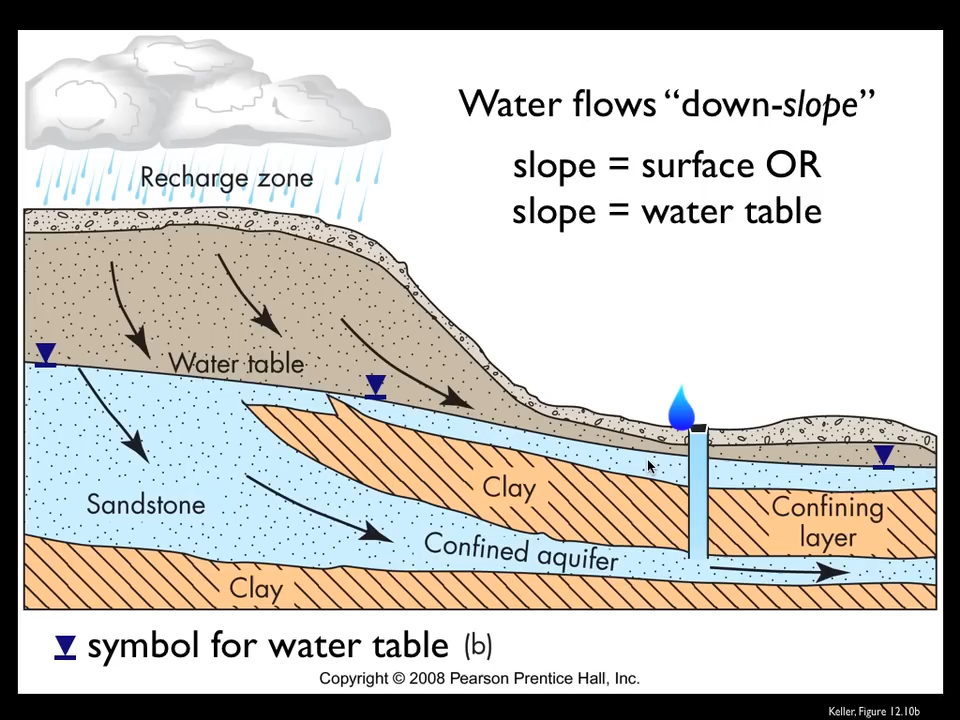 Water flows “down-slope”
slope = surface OR
slope = water table
Recharge zone
Water table
Sandstone
Clay
Confining
layer
Confined aquifer
Clay
symbol for water table (b)
Copyright © 2008 Pearson Prentice Hall, Inc.
Keller, Figure 12.10b